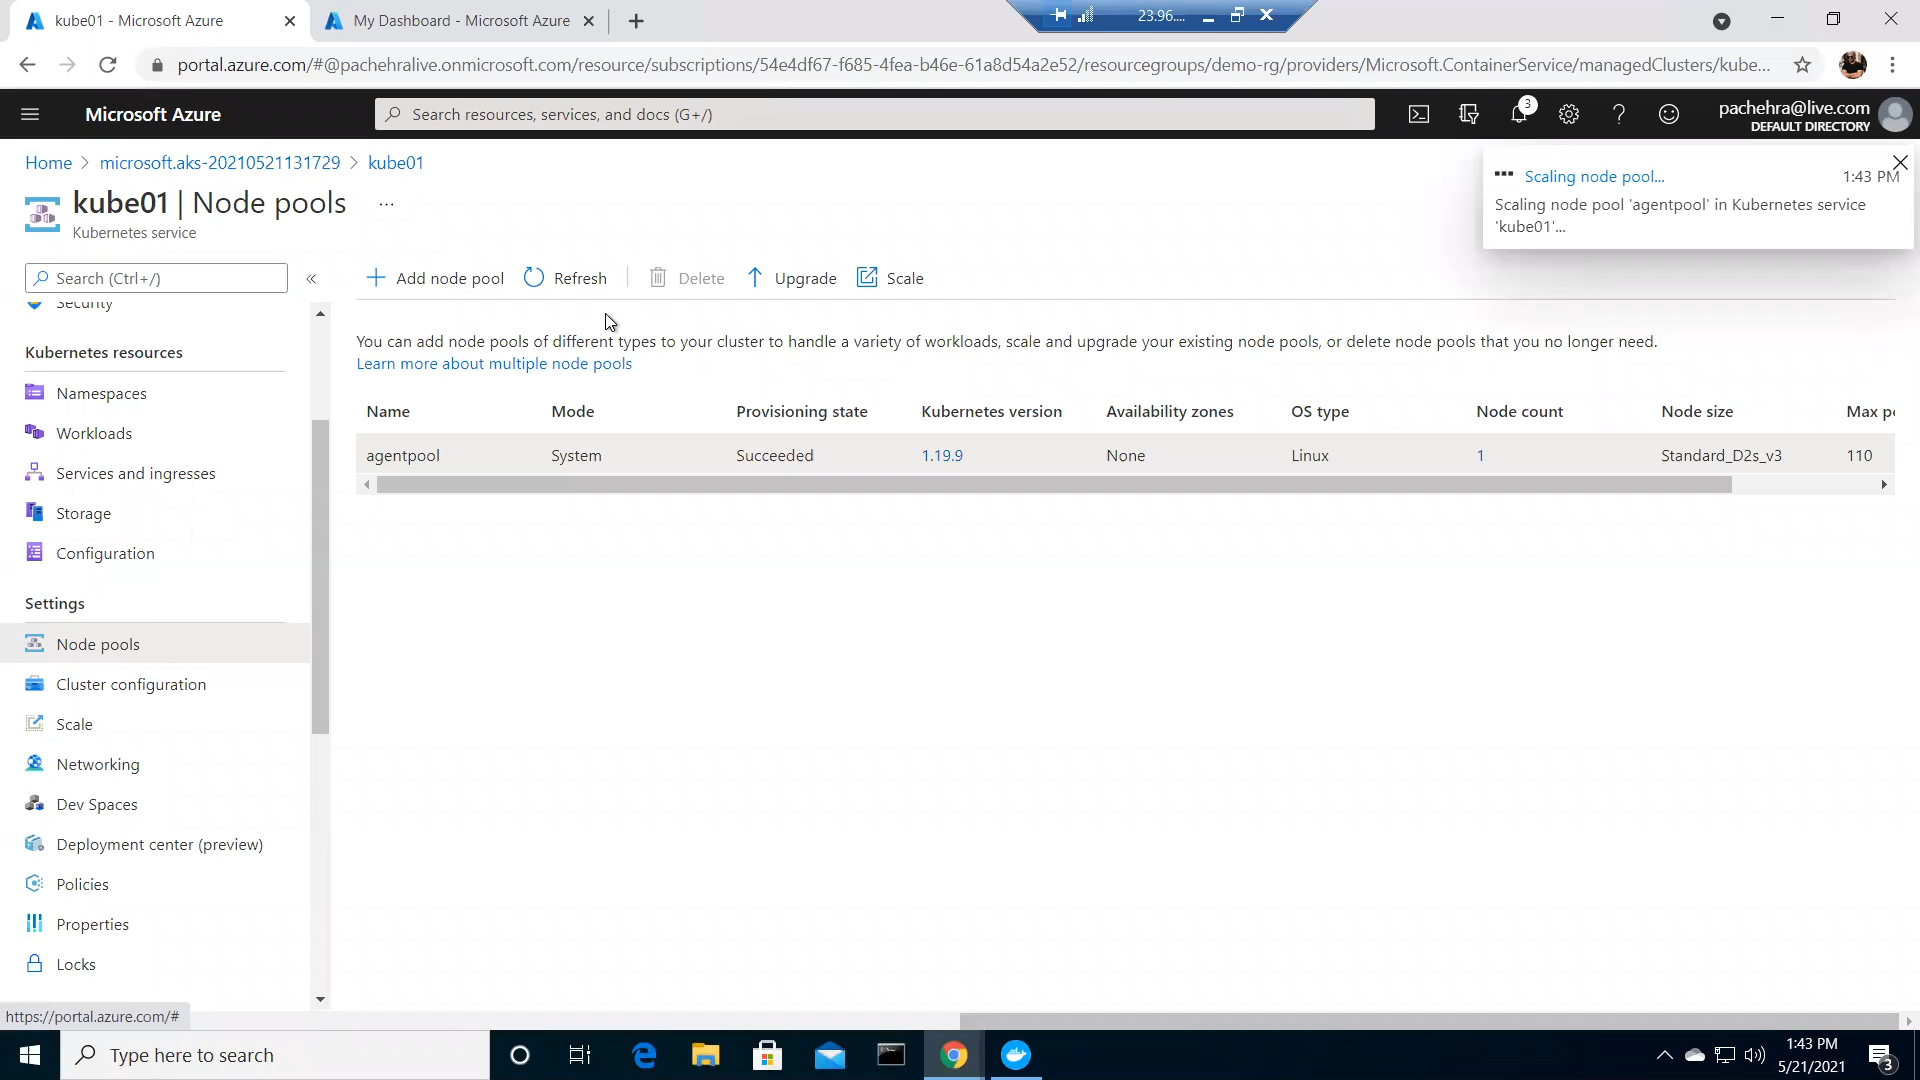 kube01 - Microsoft Azure
My Dashboard - Microsoft Azure
23.96....
portal.azure.com/#@pachehralive.onmicrosoft.com/resource/subscriptions/54e4df67-f685-4fea-b46e-61a8d54a2e52/resourcegroups/demo-rg/providers/Microsoft.ContainerService/managedClusters/kube...
Microsoft Azure
Search resources, services, and docs (G+/)
3
pachehra@live.com
DEFAULT DIRECTORY
Home > microsoft.aks-20210521131729 > kube01
kube01 | Node pools ...
Kubernetes service
Scaling node pool...
1:43 PM
Scaling node pool 'agentpool' in Kubernetes service
'kube01'...
Search (Ctrl+/)
«
Add node pool
Refresh
Delete
Upgrade
Scale
Security
Kubernetes resources
Namespaces
Workloads
Services and ingresses
Storage
Configuration
Settings
Node pools
Cluster configuration
Scale
Networking
Dev Spaces
Deployment center (preview)
Policies
Properties
Locks
You can add node pools of different types to your cluster to handle a variety of workloads, scale and upgrade your existing node pools, or delete node pools that you no longer need.
Learn more about multiple node pools
Name Mode Provisioning state Kubernetes version Availability zones OS type Node count Node size Max p
agentpool System Succeeded 1.19.9 None Linux 1 Standard_D2s_v3 110
https://portal.azure.com/#
Type here to search
1:43 PM
5/21/2021
3